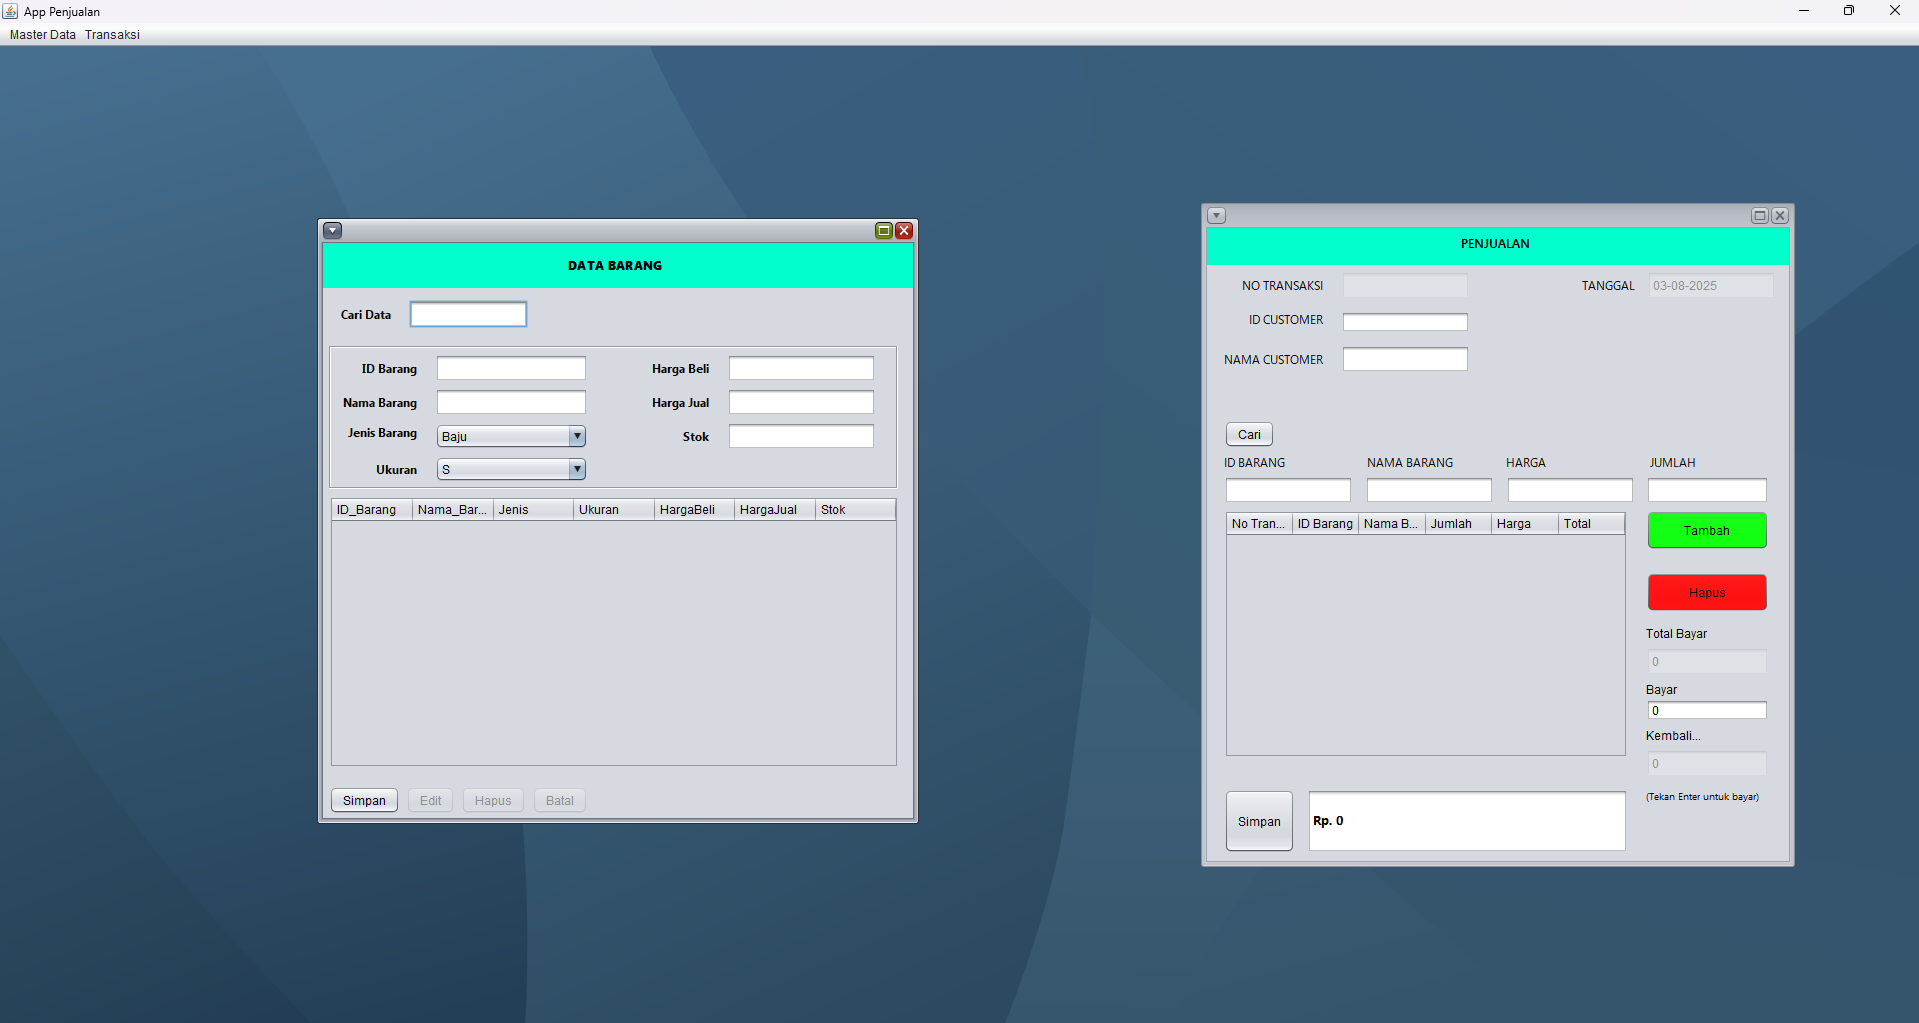 App Penjualan
Master Data Transaksi
DATA BARANG
Cari Data
ID Barang Harga Beli
Nama Barang Harga Jual
Jenis Barang Baju Stok
Ukuran S
ID_Barang Nama_Bar... Jenis Ukuran HargaBeli HargaJual Stok
Simpan Edit Hapus Batal
PENJUALAN
NO TRANSAKSI TANGGAL 03-08-2025
ID CUSTOMER
NAMA CUSTOMER
Cari
ID BARANG NAMA BARANG HARGA JUMLAH
No Tran... ID Barang Nama B... Jumlah Harga Total
Tambah
Hapus
Total Bayar
0
Bayar
0
Kembali...
0
(Tekan Enter untuk bayar)
Simpan Rp. 0